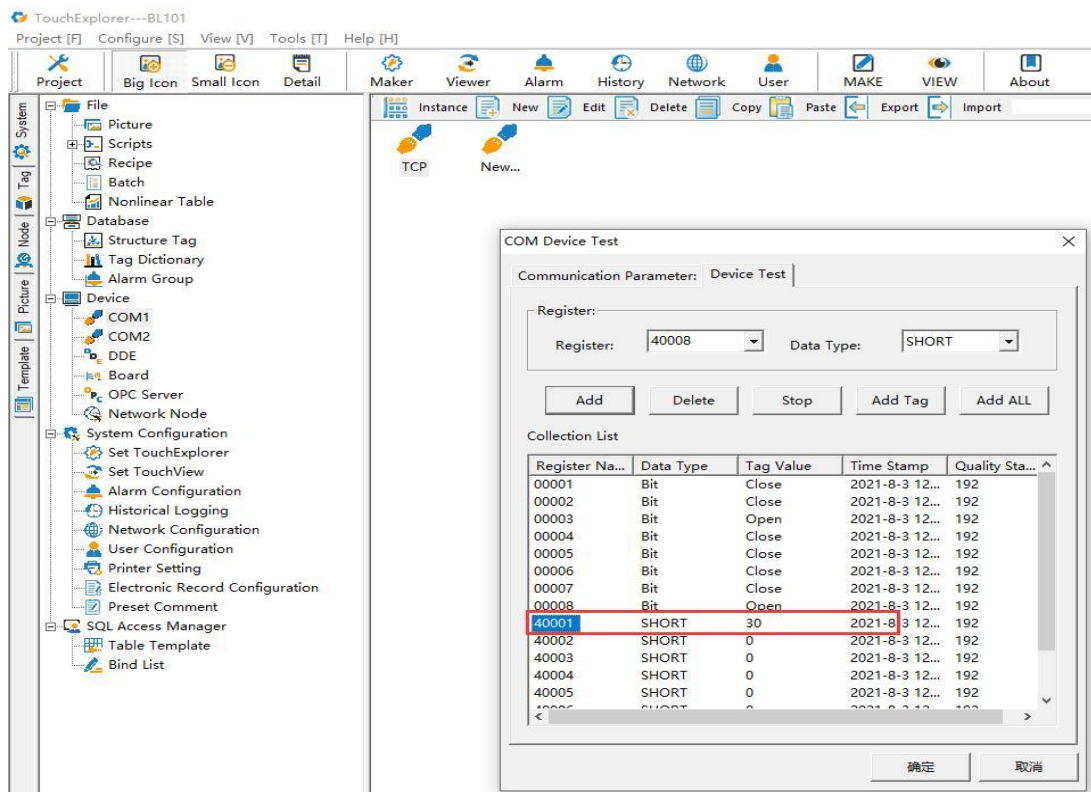 TouchExplorer---BL101
Project [F] Configure [S] View [V] Tools [T] Help [H]
Project Big Icon Small Icon Detail Maker Viewer Alarm History Network User MAKE VIEW About
Instance New Edit Delete Copy Paste Export Import
System
Tag
Node
Picture
Template
File
Picture
Scripts
Recipe
Batch
Nonlinear Table
Database
Structure Tag
Tag Dictionary
Alarm Group
Device
COM1
COM2
DDE
Board
OPC Server
Network Node
System Configuration
Set TouchExplorer
Set TouchView
Alarm Configuration
Historical Logging
Network Configuration
User Configuration
Printer Setting
Electronic Record Configuration
Preset Comment
SQL Access Manager
Table Template
Bind List
TCP New...
COM Device Test
Communication Parameter: Device Test
Register:
Register: 40008 Data Type: SHORT
Add Delete Stop Add Tag Add ALL
Collection List
Register Na... Data Type Tag Value Time Stamp Quality Sta...
00001 Bit Close 2021-8-3 12... 192
00002 Bit Close 2021-8-3 12... 192
00003 Bit Open 2021-8-3 12... 192
00004 Bit Close 2021-8-3 12... 192
00005 Bit Close 2021-8-3 12... 192
00006 Bit Close 2021-8-3 12... 192
00007 Bit Close 2021-8-3 12... 192
00008 Bit Open 2021-8-3 12... 192
40001 SHORT 30 2021-8-3 12... 192
40002 SHORT 0 2021-8-3 12... 192
40003 SHORT 0 2021-8-3 12... 192
40004 SHORT 0 2021-8-3 12... 192
40005 SHORT 0 2021-8-3 12... 192
确定 取消